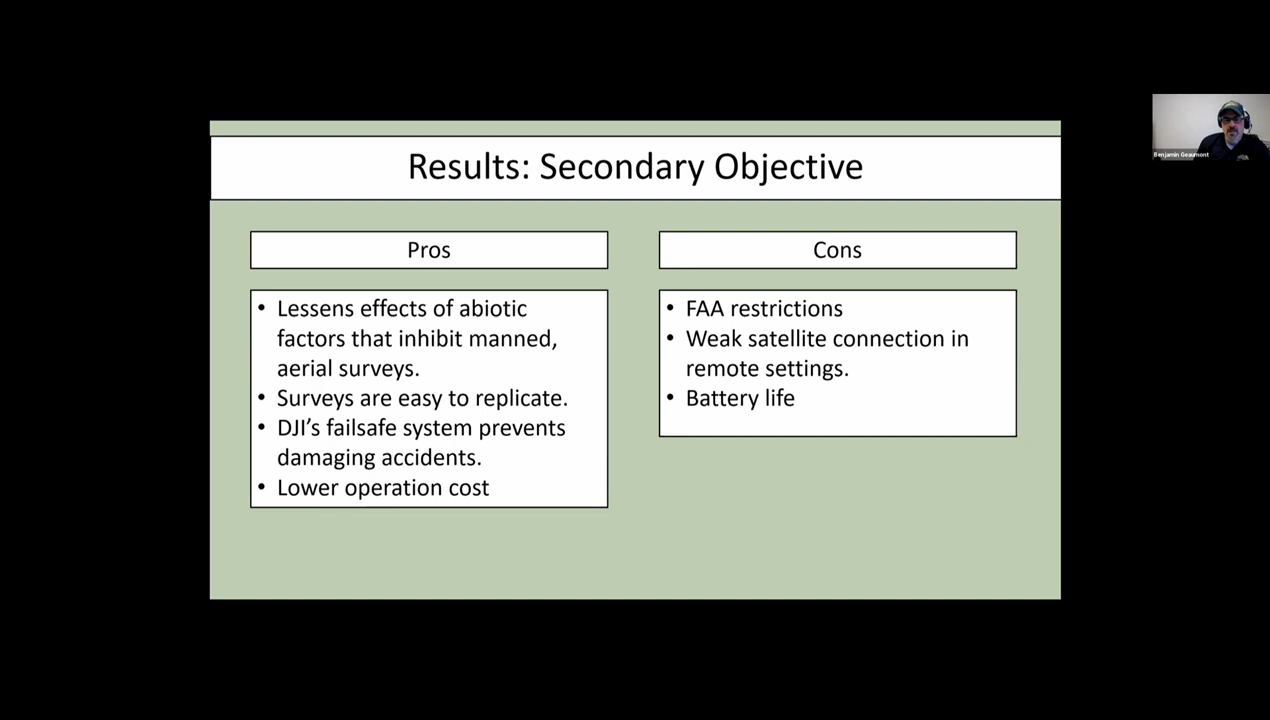 Results: Secondary Objective
Pros
• Lessens effects of abiotic
factors that inhibit manned,
aerial surveys.
• Surveys are easy to replicate.
• DJI's failsafe system prevents
damaging accidents.
• Lower operation cost
Cons
• FAA restrictions
• Weak satellite connection in
remote settings.
• Battery life
Benjamin Geaumont